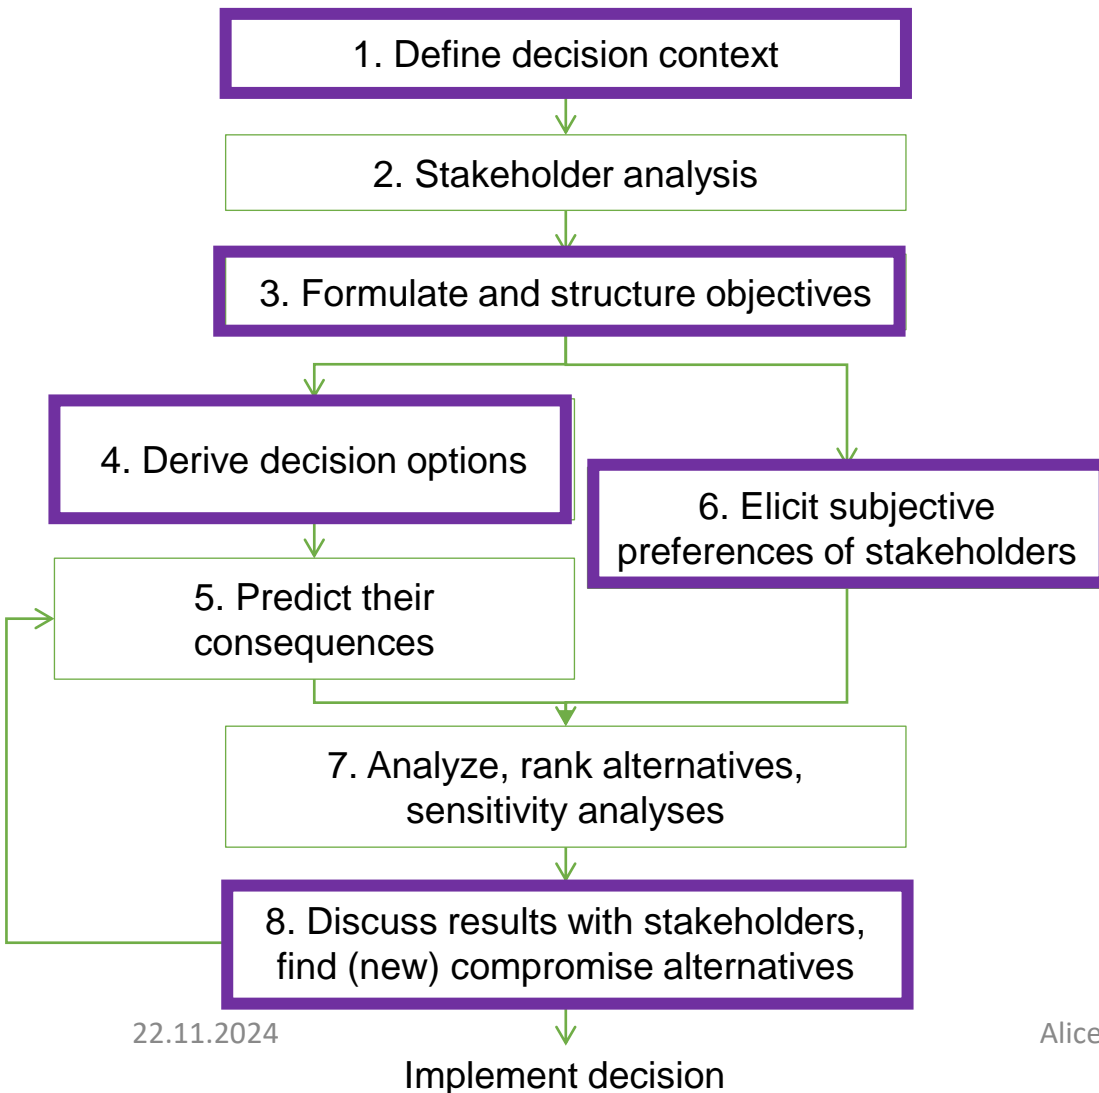 1. Define decision context
2. Stakeholder analysis
3. Formulate and structure objectives
4. Derive decision options
6. Elicit subjective
preferences of stakeholders
5. Predict their
consequences
7. Analyze, rank alternatives,
sensitivity analyses
8. Discuss results with stakeholders,
find (new) compromise alternatives
22.11.2024
Alice
Implement decision